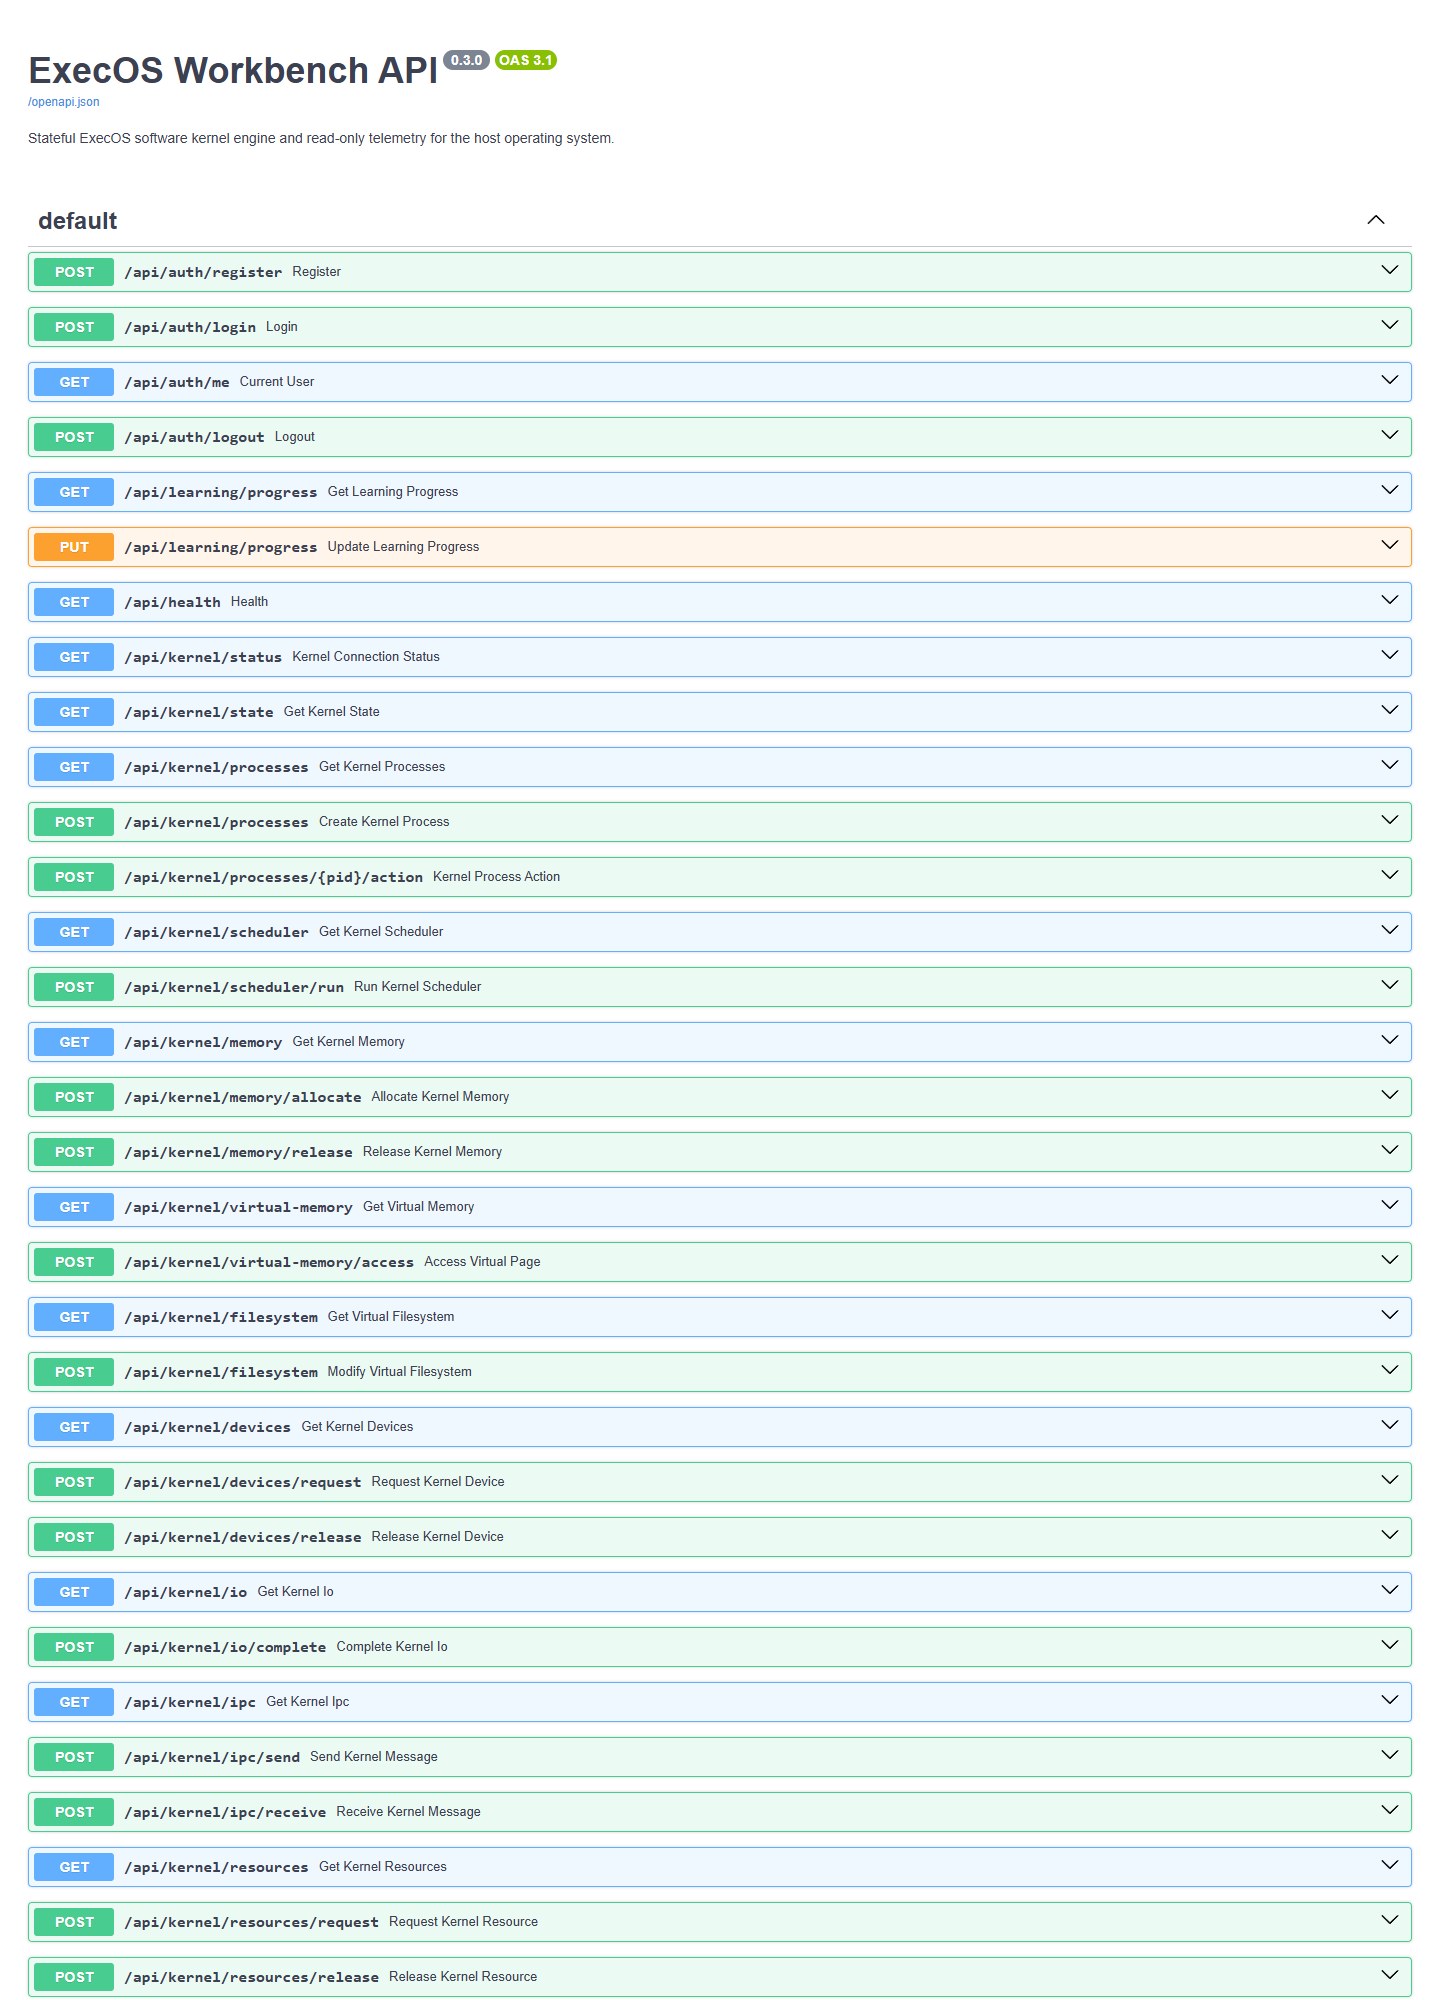 ExecOS Workbench API 0.3.0 OAS 3.1
/openapi.json
Stateful ExecOS software kernel engine and read-only telemetry for the host operating system.
default
POST /api/auth/register Register
POST /api/auth/login Login
GET /api/auth/me Current User
POST /api/auth/logout Logout
GET /api/learning/progress Get Learning Progress
PUT /api/learning/progress Update Learning Progress
GET /api/health Health
GET /api/kernel/status Kernel Connection Status
GET /api/kernel/state Get Kernel State
GET /api/kernel/processes Get Kernel Processes
POST /api/kernel/processes Create Kernel Process
POST /api/kernel/processes/{pid}/action Kernel Process Action
GET /api/kernel/scheduler Get Kernel Scheduler
POST /api/kernel/scheduler/run Run Kernel Scheduler
GET /api/kernel/memory Get Kernel Memory
POST /api/kernel/memory/allocate Allocate Kernel Memory
POST /api/kernel/memory/release Release Kernel Memory
GET /api/kernel/virtual-memory Get Virtual Memory
POST /api/kernel/virtual-memory/access Access Virtual Page
GET /api/kernel/filesystem Get Virtual Filesystem
POST /api/kernel/filesystem Modify Virtual Filesystem
GET /api/kernel/devices Get Kernel Devices
POST /api/kernel/devices/request Request Kernel Device
POST /api/kernel/devices/release Release Kernel Device
GET /api/kernel/io Get Kernel Io
POST /api/kernel/io/complete Complete Kernel Io
GET /api/kernel/ipc Get Kernel Ipc
POST /api/kernel/ipc/send Send Kernel Message
POST /api/kernel/ipc/receive Receive Kernel Message
GET /api/kernel/resources Get Kernel Resources
POST /api/kernel/resources/request Request Kernel Resource
POST /api/kernel/resources/release Release Kernel Resource